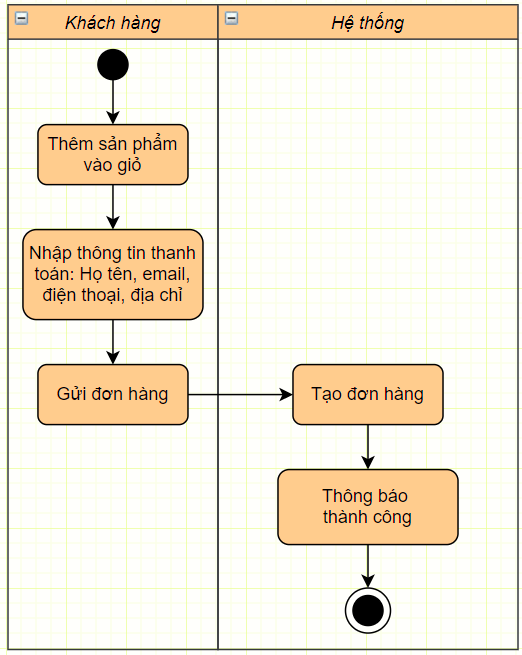 Khách hàng
Hệ thống
Thêm sản phẩm
vào giỏ
Nhập thông tin thanh
toán: Họ tên, email,
điện thoại, địa chỉ
Gửi đơn hàng
Tạo đơn hàng
Thông báo
thành công